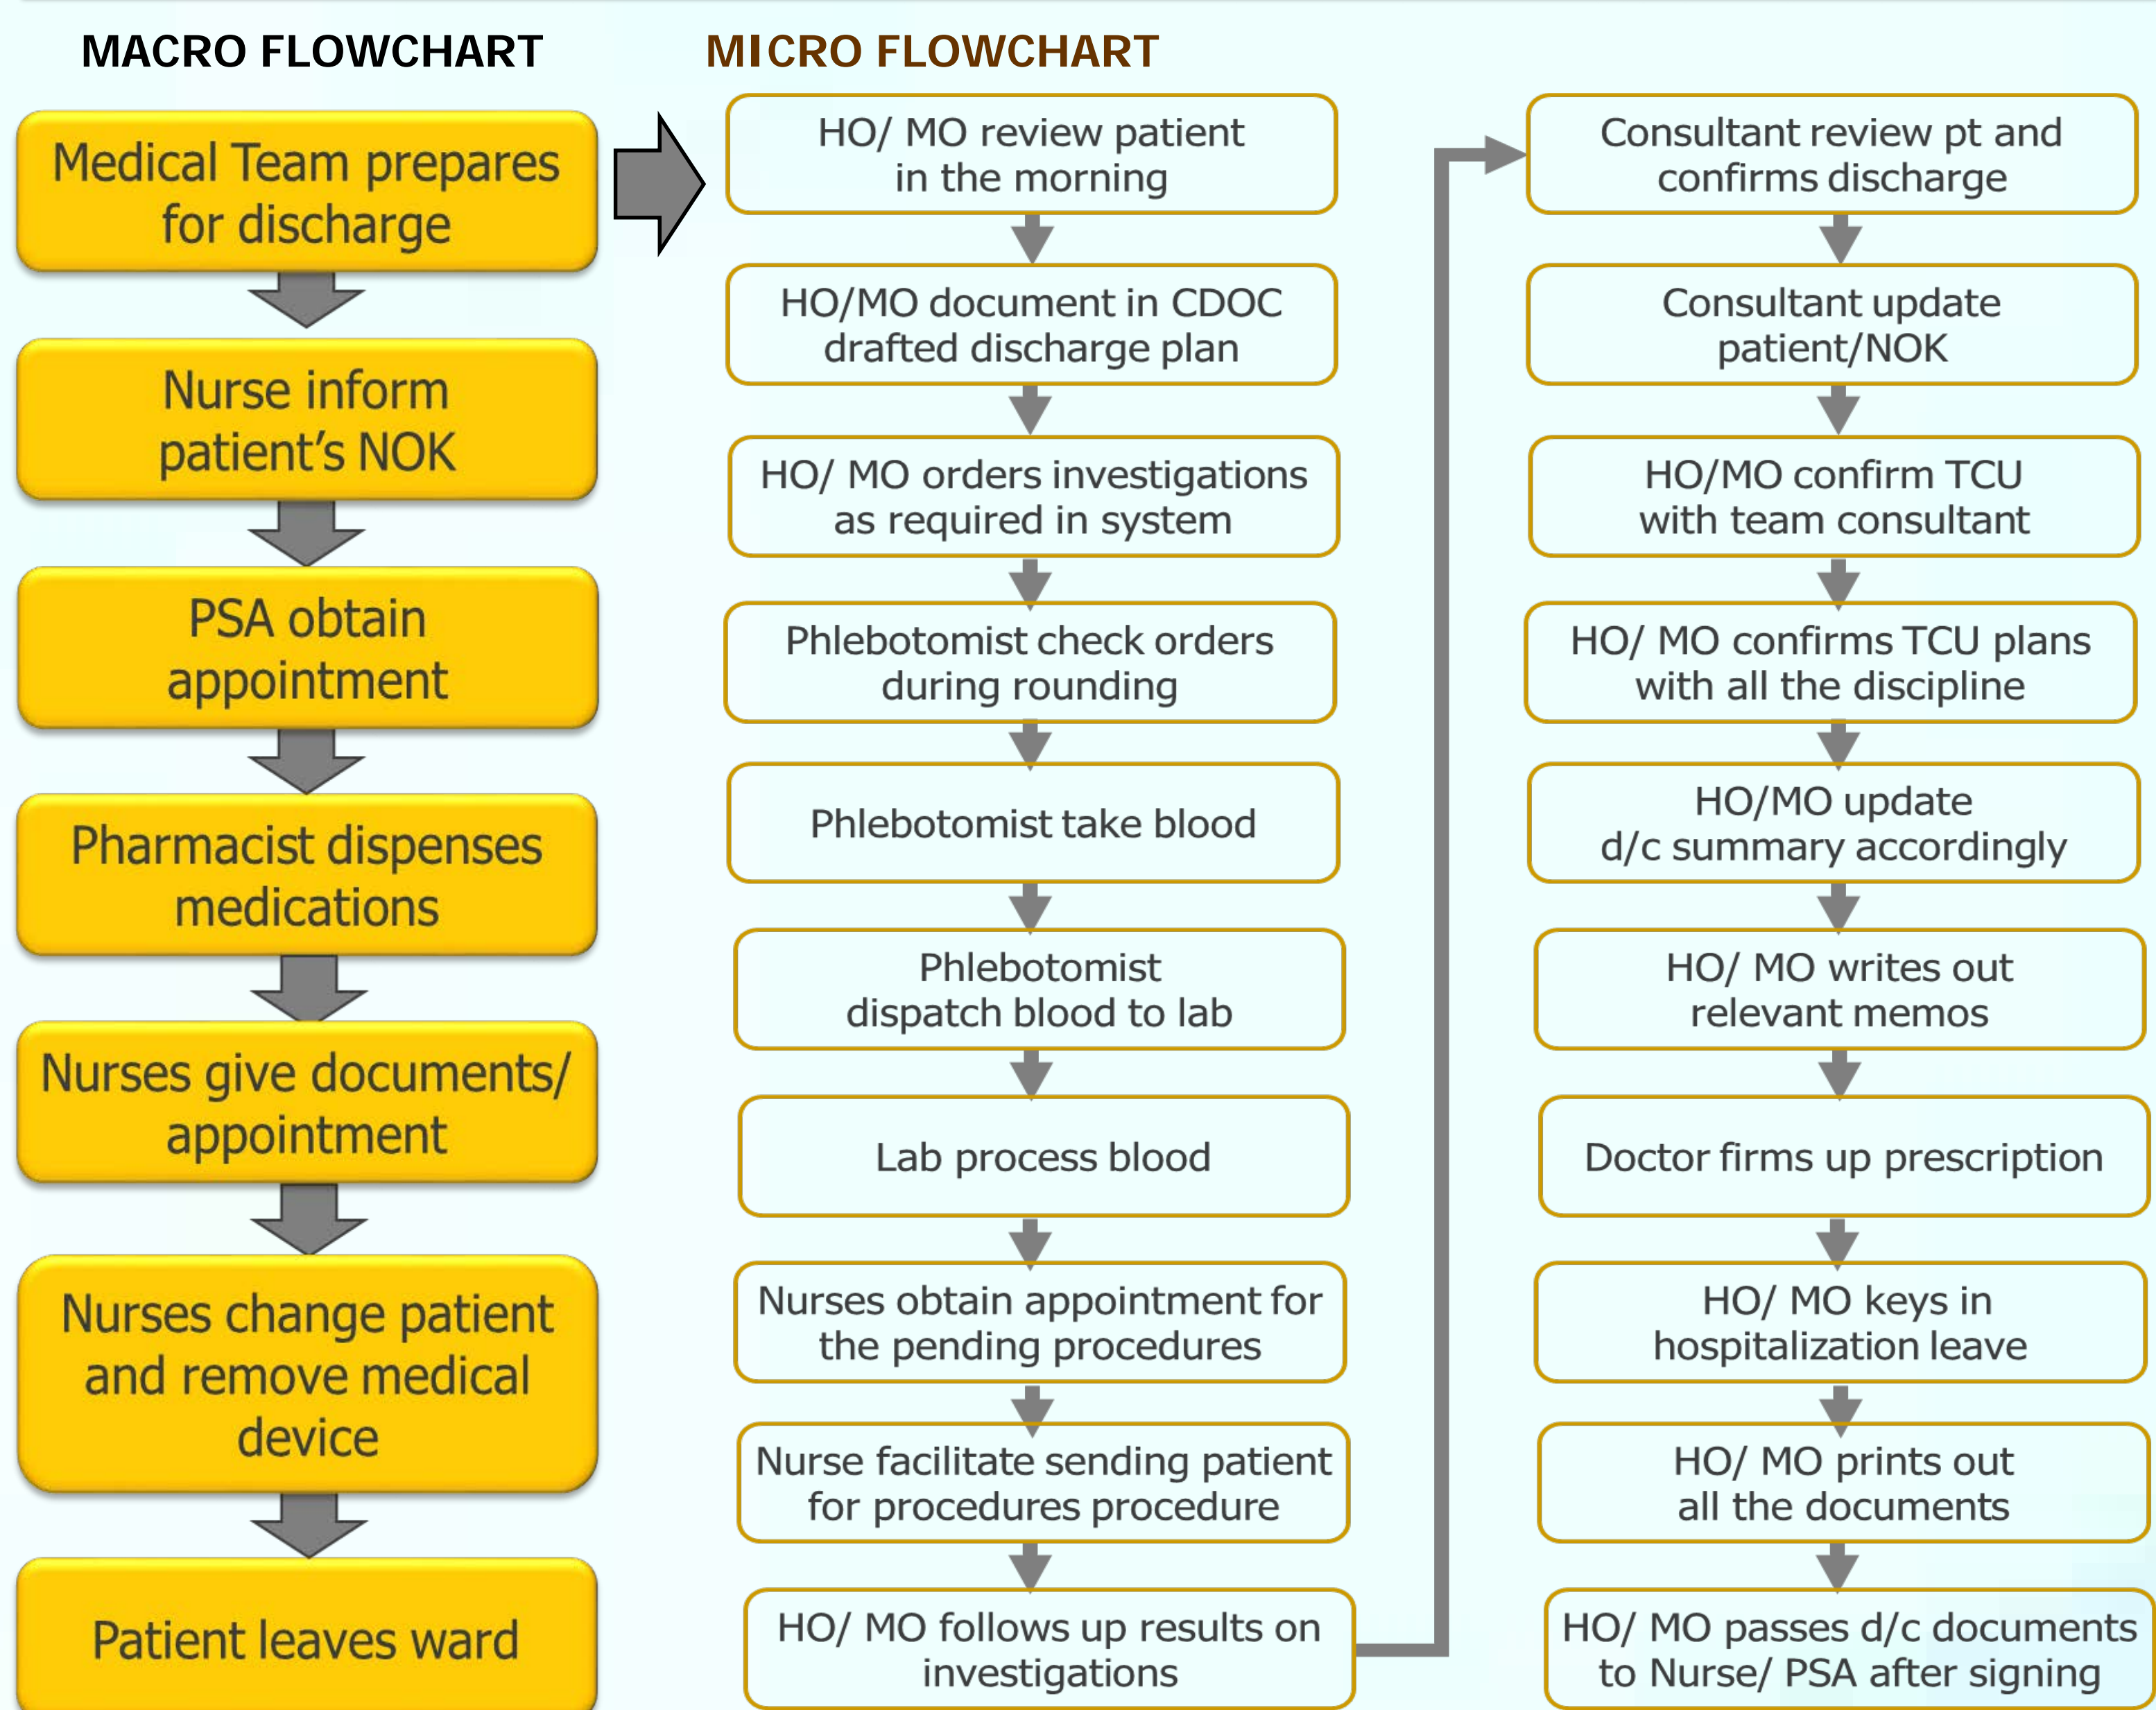 MACRO FLOWCHART
Medical Team prepares
for discharge
Nurse inform
patient's NOK
PSA obtain
appointment
Pharmacist dispenses
medications
Nurses give documents/
appointment
Nurses change patient
and remove medical
device
Patient leaves ward
MICRO FLOWCHART
HO/ MO review patient
in the morning
HO/MO document in CDOC
drafted discharge plan
HO/ MO orders investigations
as required in system
Phlebotomist check orders
during rounding
Phlebotomist take blood
Phlebotomist
dispatch blood to lab
Lab process blood
Nurses obtain appointment for
the pending procedures
Nurse facilitate sending patient
for procedures procedure
HO/ MO follows up results on
investigations
Consultant review pt and
confirms discharge
Consultant update
patient/NOK
HO/MO confirm TCU
with team consultant
HO/ MO confirms TCU plans
with all the discipline
HO/MO update
d/c summary accordingly
HO/ MO writes out
relevant memos
Doctor firms up prescription
HO/ MO keys in
hospitalization leave
HO/ MO prints out
all the documents
HO/ MO passes d/c documents
to Nurse/ PSA after signing